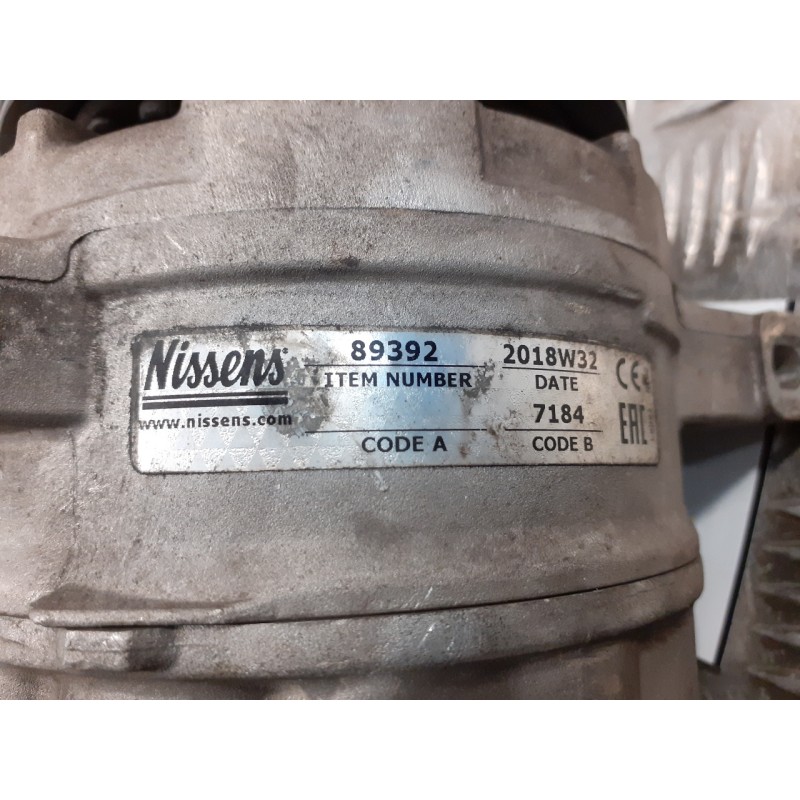 Nissens
www.nissens.com
89392
ITEM NUMBER
CODE A
2018W32
DATE
7184
CODE B
CE
EAC